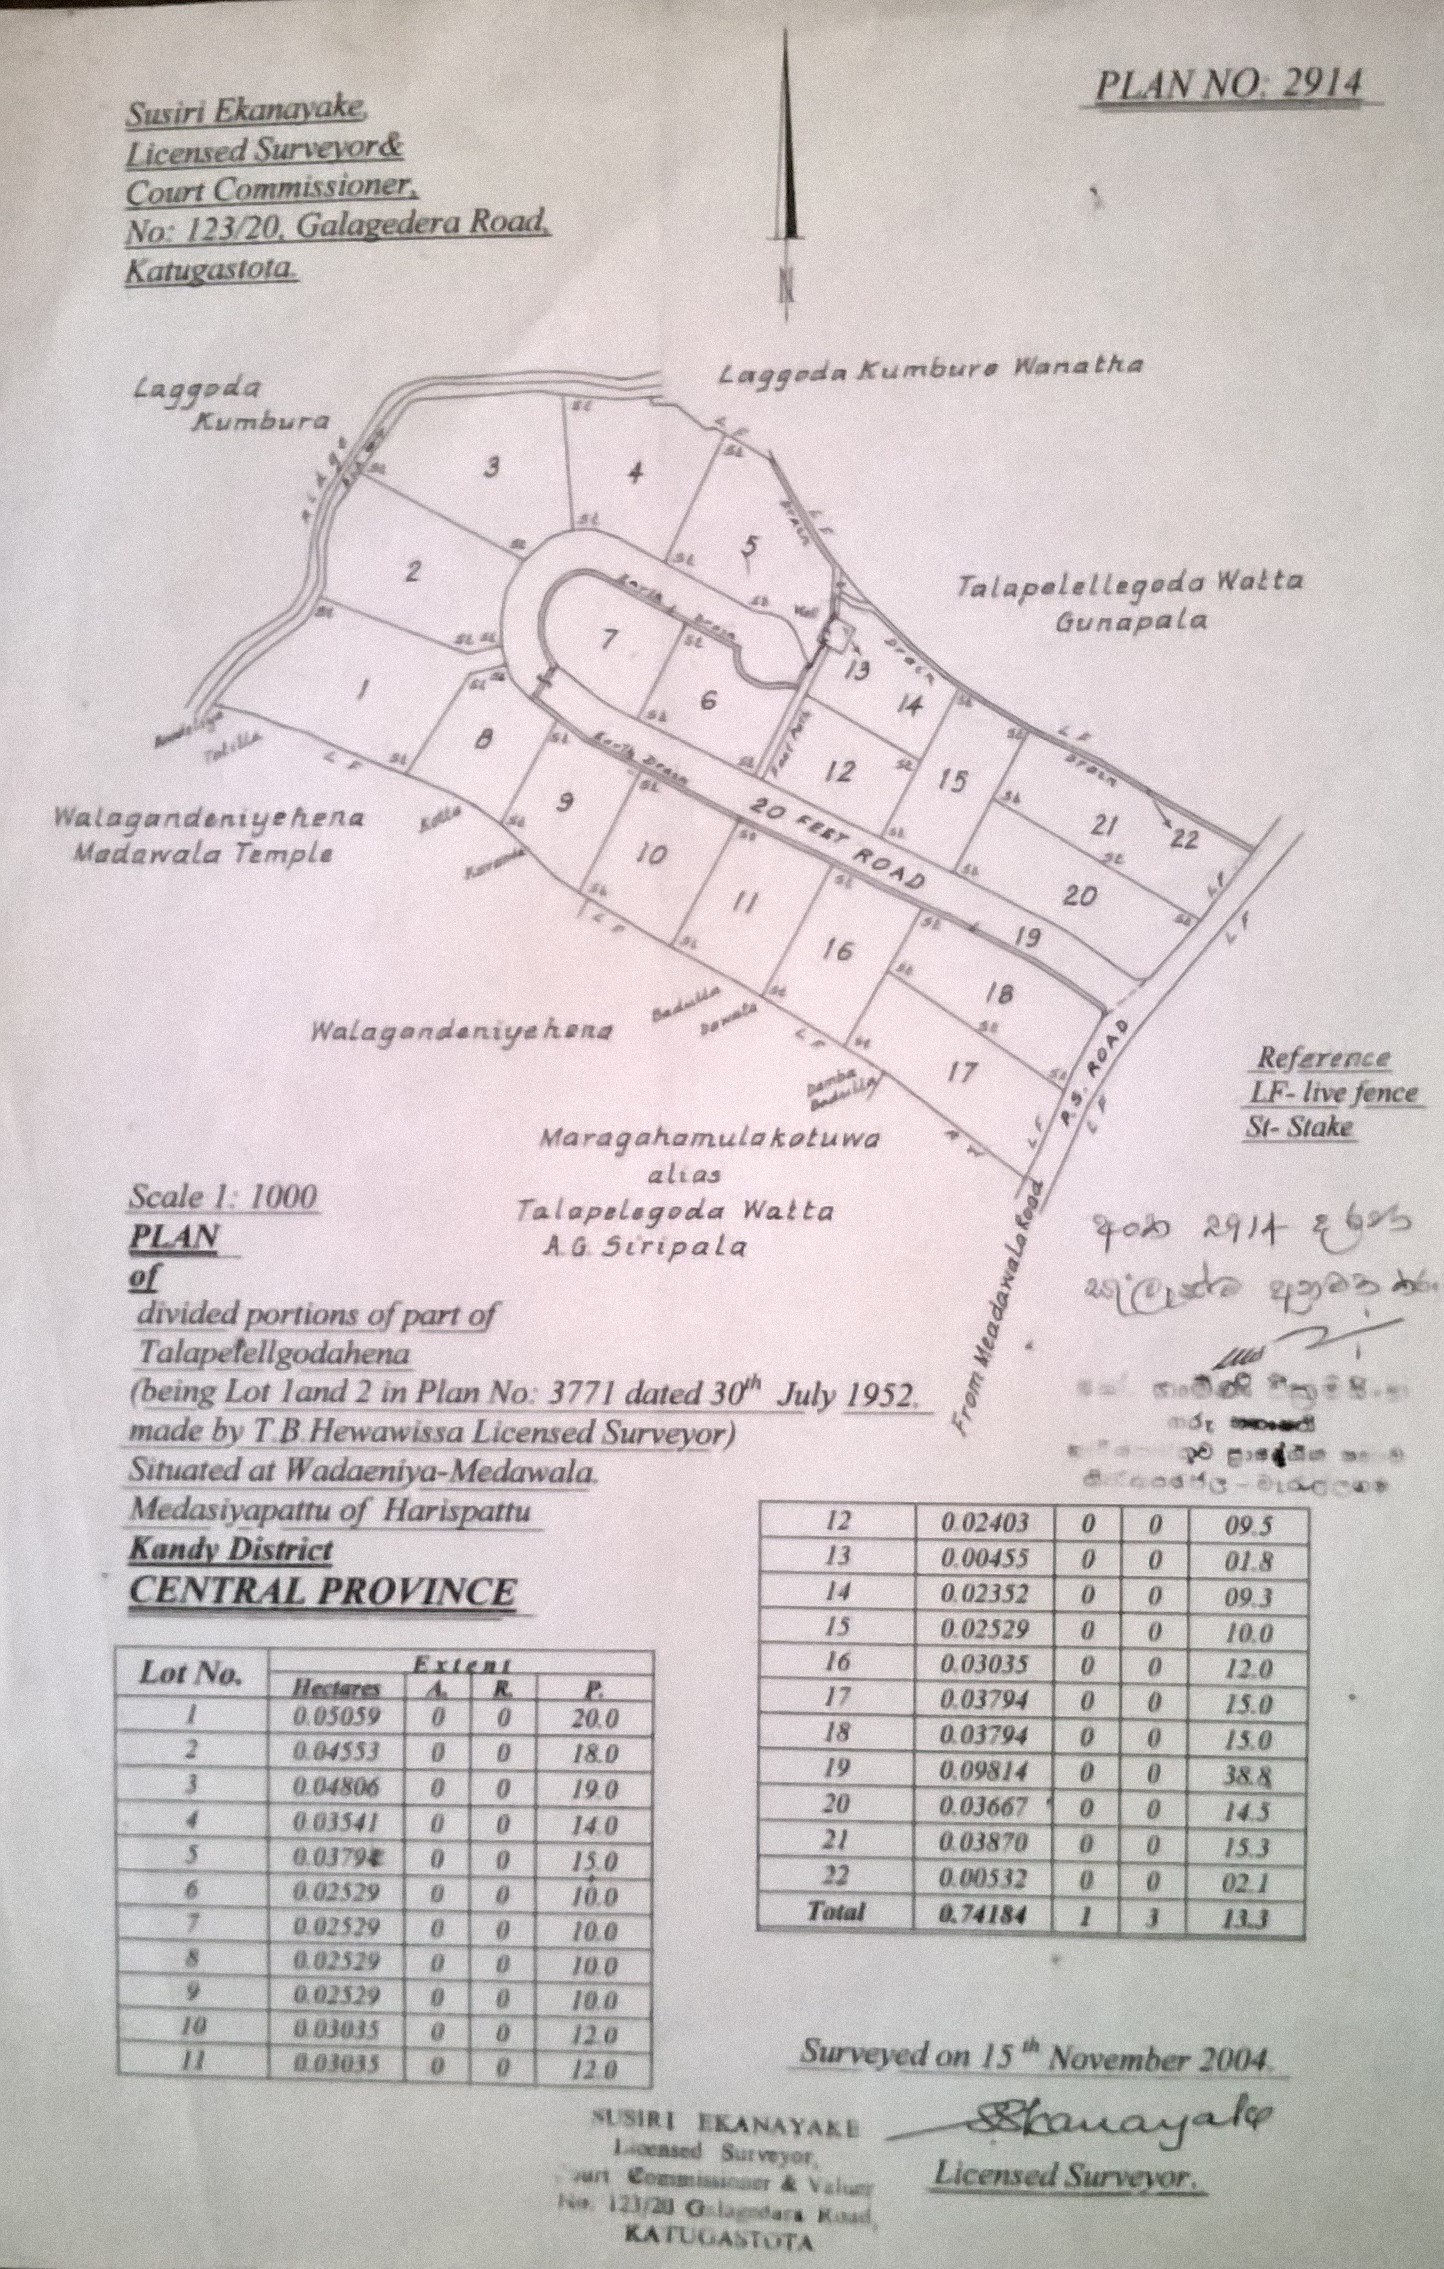 PLAN NO: 2914
Susiri Ekanayake,
Licensed Surveyor&
Court Commissioner,
No: 123/20, Galagedera Road,
Katugastota.
N
Laggoda
Kumbura
Laggoda Kumbure Wanatha
Talapelellegoda Watta
Gunapala
Walagandeniyehena
Madawala Temple
Walagandeniyehena
Maragahamulakotuwa
alias
Talapelegoda Watta
A.G. Siripala
ridge
3
4
5
2
7
6
1
8
9
10
11
12
13
14
15
16
17
18
19
20
21
22
St
L F
Drain
Well
Earth Drain
Foot Path
20 FEET ROAD
P.S. ROAD
Badulla
Dowata
Damba
Badulla
From Meadawala Road
Reference
LF- live fence
St- Stake
අංක 2914 දරණ
Scale 1: 1000
PLAN
of
divided portions of part of
Talapelellgodahena
(being Lot 1and 2 in Plan No: 3771 dated 30th July 1952.
made by T.B.Hewawissa Licensed Surveyor)
Situated at Wadaeniya-Medawala.
Medasiyapattu of Harispattu
Kandy District
CENTRAL PROVINCE
Lot No. Extent
Hectares A. R. P.
1 0.05059 0 0 20.0
2 0.04553 0 0 18.0
3 0.04806 0 0 19.0
4 0.03541 0 0 14.0
5 0.03794 0 0 15.0
6 0.02529 0 0 10.0
7 0.02529 0 0 10.0
8 0.02529 0 0 10.0
9 0.02529 0 0 10.0
10 0.03035 0 0 12.0
11 0.03035 0 0 12.0
12 0.02403 0 0 09.5
13 0.00455 0 0 01.8
14 0.02352 0 0 09.3
15 0.02529 0 0 10.0
16 0.03035 0 0 12.0
17 0.03794 0 0 15.0
18 0.03794 0 0 15.0
19 0.09814 0 0 38.8
20 0.03667 0 0 14.5
21 0.03870 0 0 15.3
22 0.00532 0 0 02.1
Total 0.74184 1 3 13.3
Surveyed on 15th November 2004.
SSkanayake
Licensed Surveyor.
SUSIRI EKANAYAKE
Licensed Surveyor,
Court Commissioner & Valuer
No. 123/20 Galagedara Road,
KATUGASTOTA